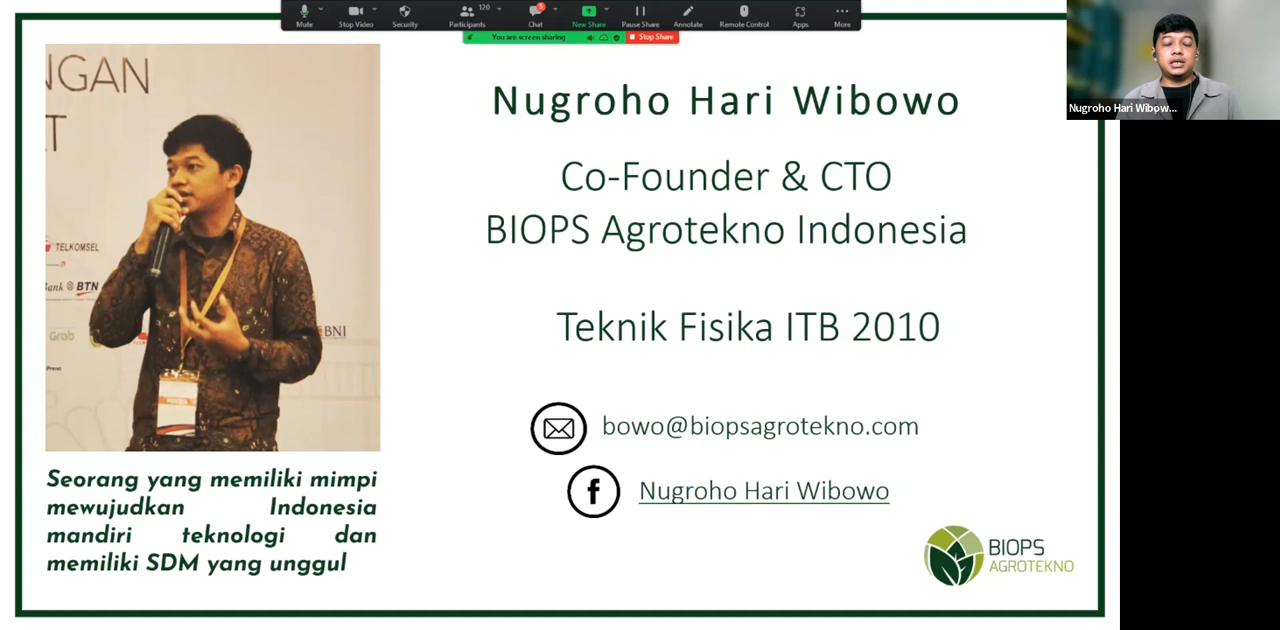 Mute
Stop Video
Security
Participants
120
Chat
5
New Share
Pause Share
Annotate
Remote Control
Apps
More
You are screen sharing
Stop Share
Nugroho Hari Wibow...
NGAN
T
TELKOMSEL
Bank BTN
Grab
BNI
Nugroho Hari Wibowo
Co-Founder & CTO
BIOPS Agrotekno Indonesia
Teknik Fisika ITB 2010
bowo@biopsagrotekno.com
f
Nugroho Hari Wibowo
Seorang yang memiliki mimpi
mewujudkan Indonesia
mandiri teknologi dan
memiliki SDM yang unggul
BIOPS
AGROTEKNO